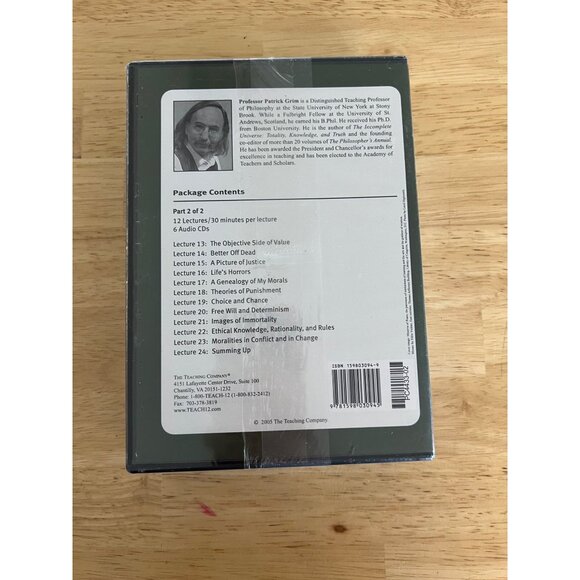 Professor Patrick Grim is a Distinguished Teaching Professor
of Philosophy at the State University of New York at Stony
Brook. While a Fulbright Fellow at the University of St.
Andrews, Scotland, he earned his B.Phil. He received his Ph.D.
from Boston University. He is the author of The Incomplete
Universe: Totality, Knowledge, and Truth and the founding
co-editor of more than 20 volumes of The Philosopher's Annual.
He has been awarded the President and Chancellor's awards for
excellence in teaching and has been elected to the Academy of
Teachers and Scholars.
Package Contents
Part 2 of 2
12 Lectures/30 minutes per lecture
6 Audio CDs
Lecture 13: The Objective Side of Value
Lecture 14: Better Off Dead
Lecture 15: A Picture of Justice
Lecture 16: Life's Horrors
Lecture 17: A Genealogy of My Morals
Lecture 18: Theories of Punishment
Lecture 19: Choice and Chance
Lecture 20: Free Will and Determinism
Lecture 21: Images of Immortality
Lecture 22: Ethical Knowledge, Rationality, and Rules
Lecture 23: Moralities in Conflict and in Change
Lecture 24: Summing Up
THE TEACHING COMPANY®
4151 Lafayette Center Drive, Suite 100
Chantilly, VA 20151-1232
Phone: 1-800-TEACH-12 (1-800-832-2412)
Fax: 703-378-3819
www.TEACH12.com
ISBN 159803094-9
9 781598 030945
PC4433-02
© 2005 The Teaching Company.